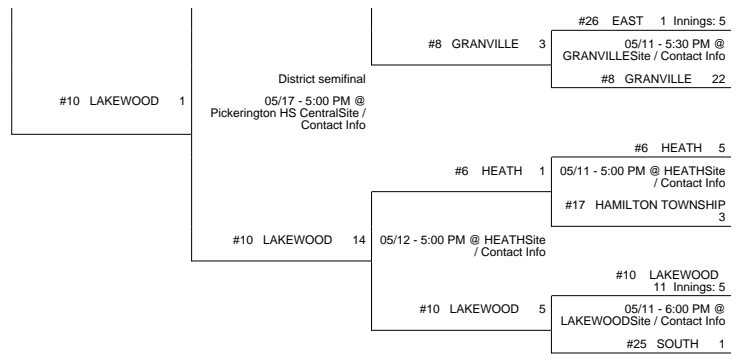 #26 EAST 1 Innings: 5
#8 GRANVILLE 3
05/11 - 5:30 PM @
GRANVILLESite / Contact Info
#8 GRANVILLE 22
District semifinal
#10 LAKEWOOD 1
05/17 - 5:00 PM @
Pickerington HS CentralSite /
Contact Info
#6 HEATH 5
#6 HEATH 1
05/11 - 5:00 PM @ HEATHSite
/ Contact Info
#17 HAMILTON TOWNSHIP
3
#10 LAKEWOOD 14
05/12 - 5:00 PM @ HEATHSite
/ Contact Info
#10 LAKEWOOD
11 Innings: 5
#10 LAKEWOOD 5
05/11 - 6:00 PM @
LAKEWOODSite / Contact Info
#25 SOUTH 1